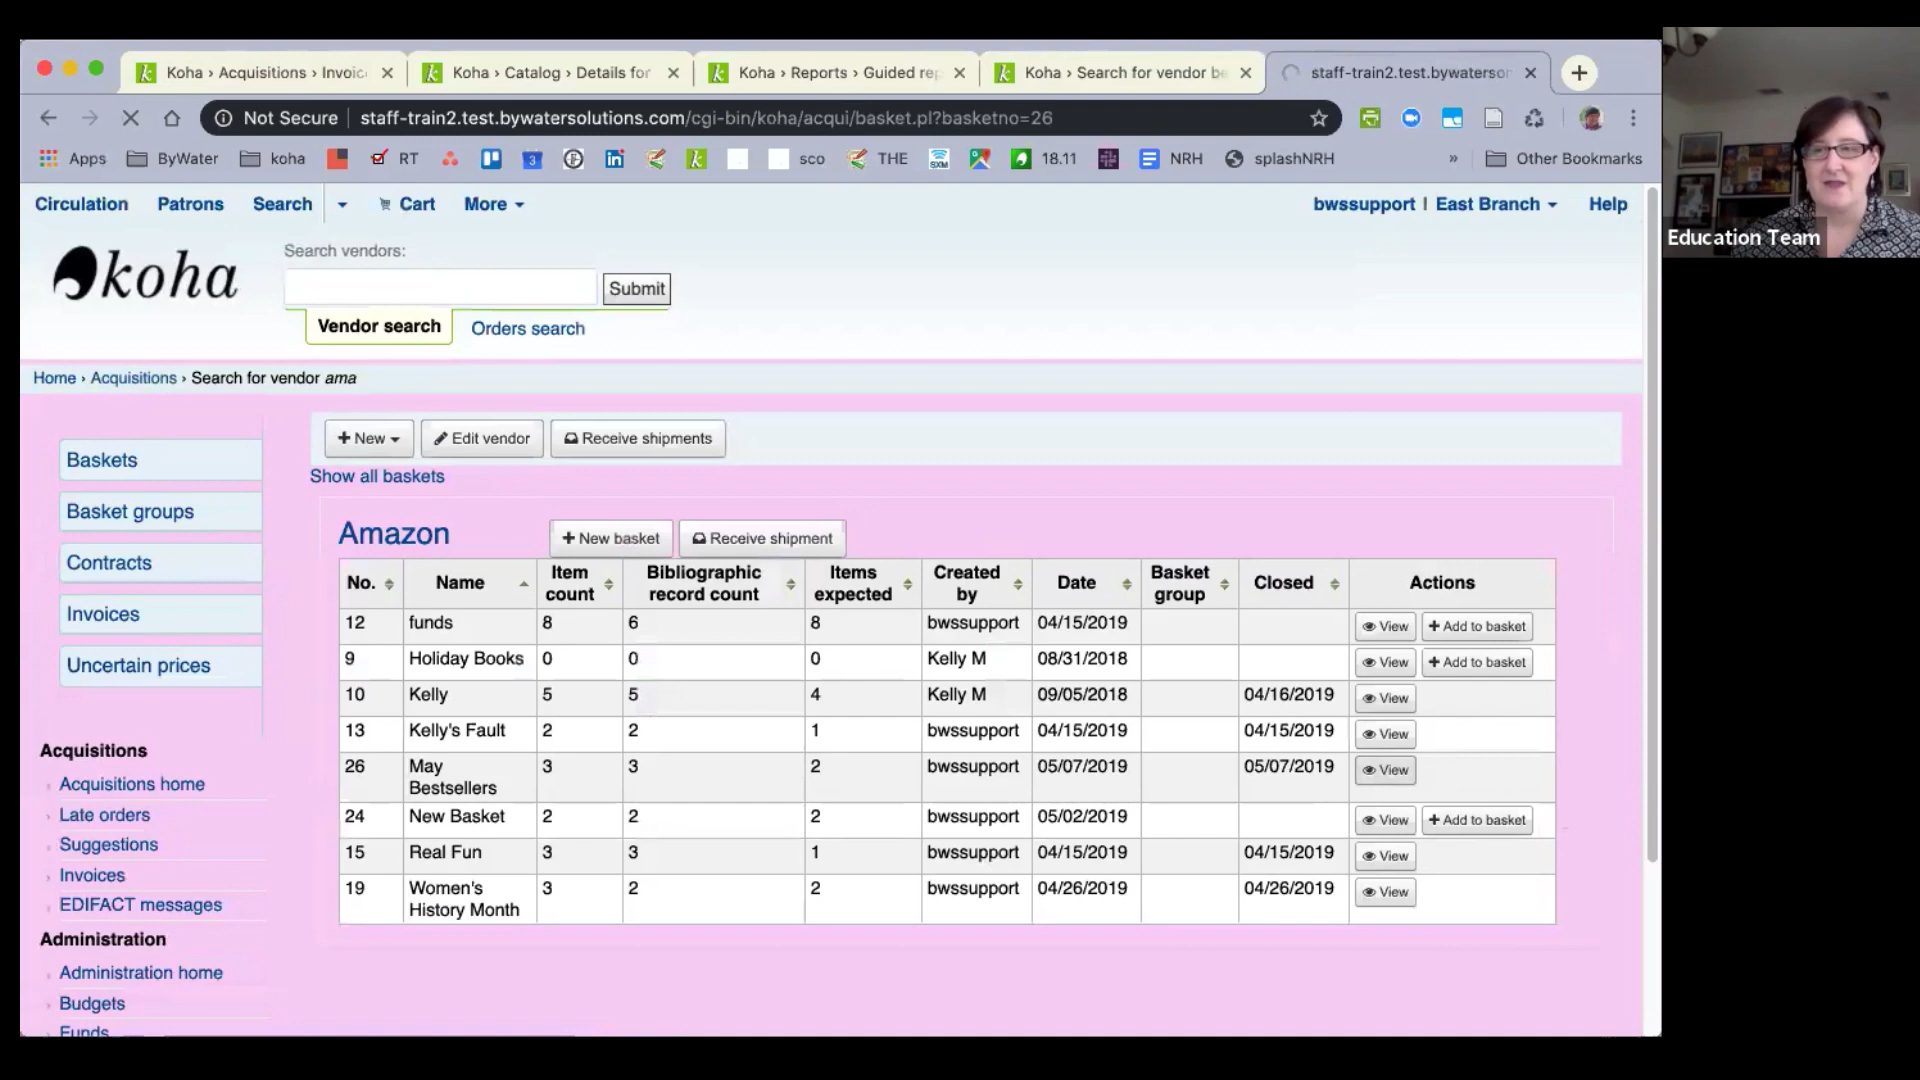 Koha › Acquisitions › Invoic
Koha › Catalog › Details for
Koha › Reports › Guided rep
Koha › Search for vendor be
staff-train2.test.bywatersor
Not Secure | staff-train2.test.bywatersolutions.com/cgi-bin/koha/acqui/basket.pl?basketno=26
Apps ByWater koha RT 3 sco THE SXM 18.11 NRH splashNRH » Other Bookmarks
Circulation Patrons Search Cart More
bwssupport | East Branch Help
Education Team
koha
Search vendors:
Submit
Vendor search Orders search
Home › Acquisitions › Search for vendor ama
+ New Edit vendor Receive shipments
Show all baskets
Baskets
Basket groups
Contracts
Invoices
Uncertain prices
Acquisitions
Acquisitions home
Late orders
Suggestions
Invoices
EDIFACT messages
Administration
Administration home
Budgets
Funds
Amazon + New basket Receive shipment
No. Name Item count Bibliographic record count Items expected Created by Date Basket group Closed Actions
12 funds 8 6 8 bwssupport 04/15/2019 View + Add to basket
9 Holiday Books 0 0 0 Kelly M 08/31/2018 View + Add to basket
10 Kelly 5 5 4 Kelly M 09/05/2018 04/16/2019 View
13 Kelly's Fault 2 2 1 bwssupport 04/15/2019 04/15/2019 View
26 May Bestsellers 3 3 2 bwssupport 05/07/2019 05/07/2019 View
24 New Basket 2 2 2 bwssupport 05/02/2019 View + Add to basket
15 Real Fun 3 3 1 bwssupport 04/15/2019 04/15/2019 View
19 Women's History Month 3 2 2 bwssupport 04/26/2019 04/26/2019 View